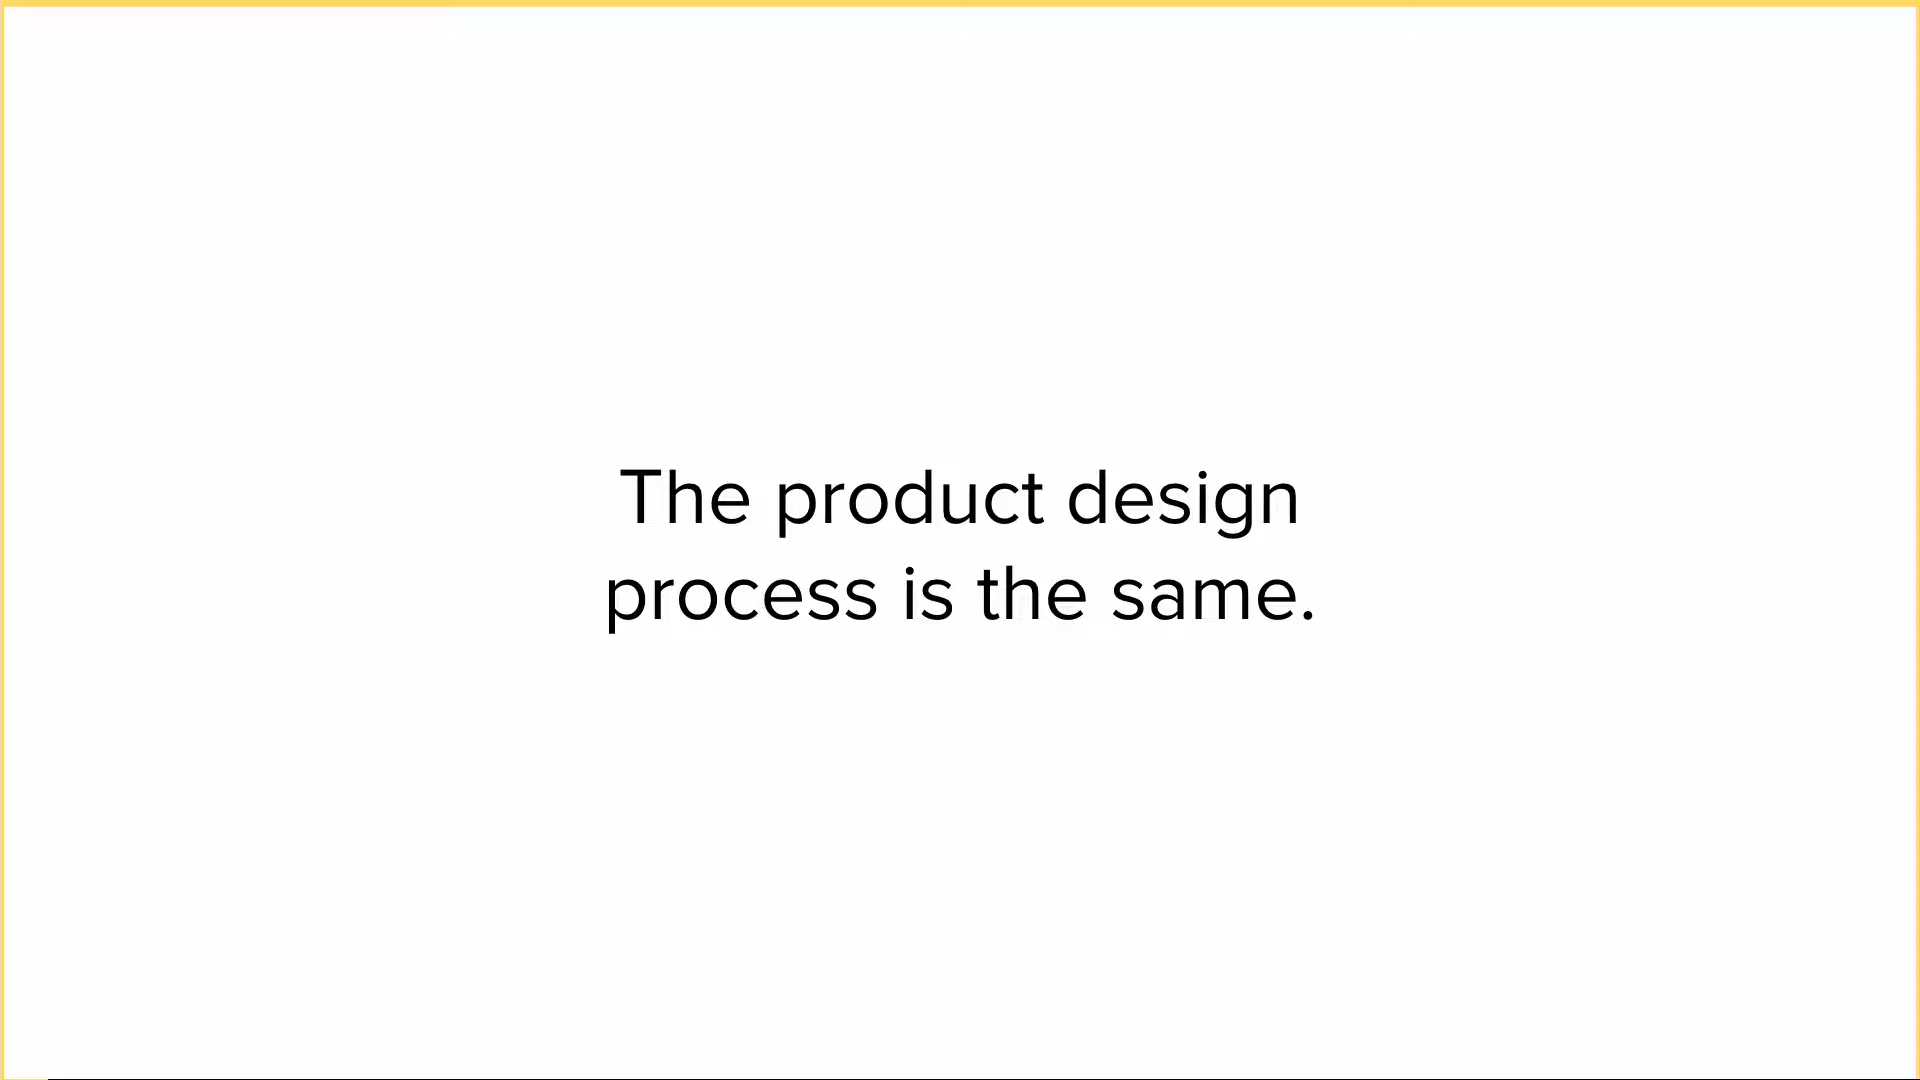 The product design
process is the same.